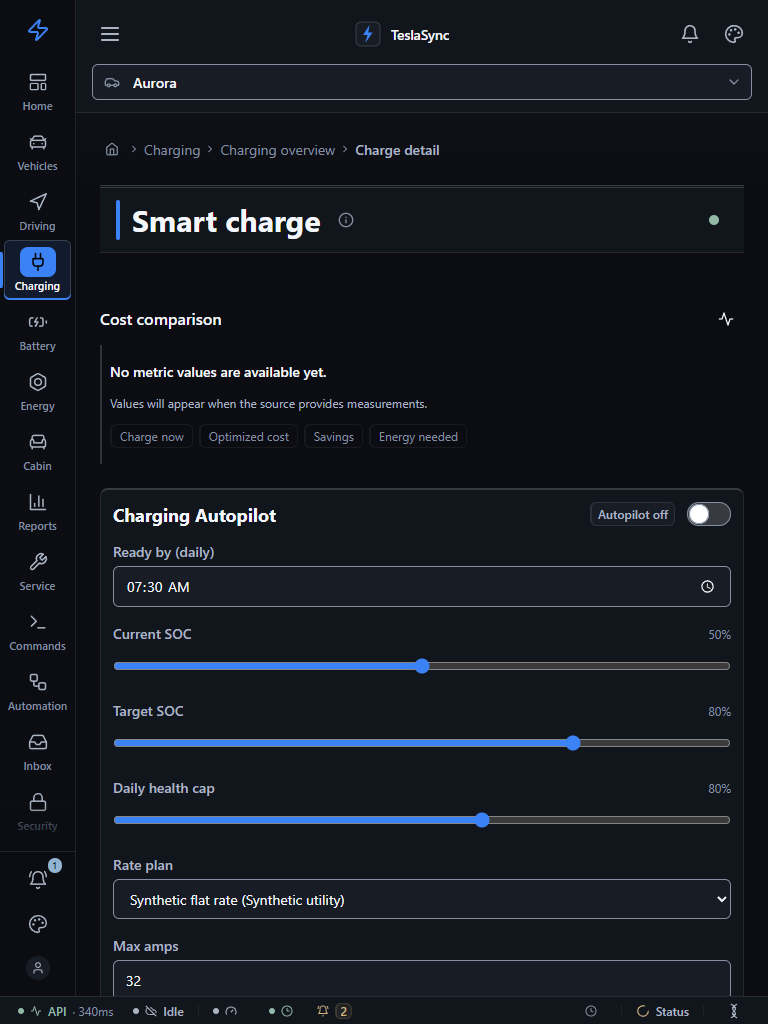 TeslaSync
Aurora
Home
Vehicles
Driving
Charging
Battery
Energy
Cabin
Reports
Service
Commands
Automation
Inbox
Security
1
Charging > Charging overview > Charge detail
Smart charge
Cost comparison
No metric values are available yet.
Values will appear when the source provides measurements.
Charge now Optimized cost Savings Energy needed
Charging Autopilot Autopilot off
Ready by (daily)
07:30 AM
Current SOC 50%
Target SOC 80%
Daily health cap 80%
Rate plan
Synthetic flat rate (Synthetic utility)
Max amps
32
API · 340ms Idle 2 Status